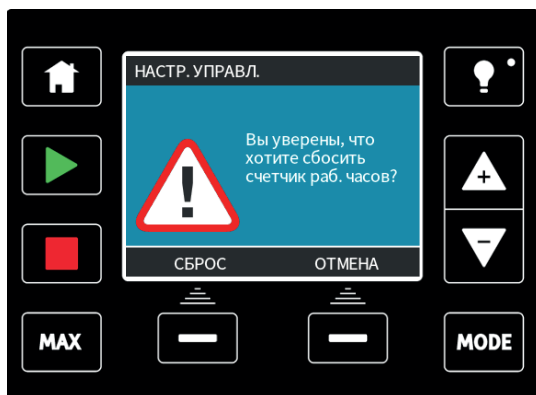 НАСТР. УПРАВЛ.
Вы уверены, что
хотите сбосить
счетчик раб. часов?
+
СБРОС ОТМЕНА
−
MAX
MODE